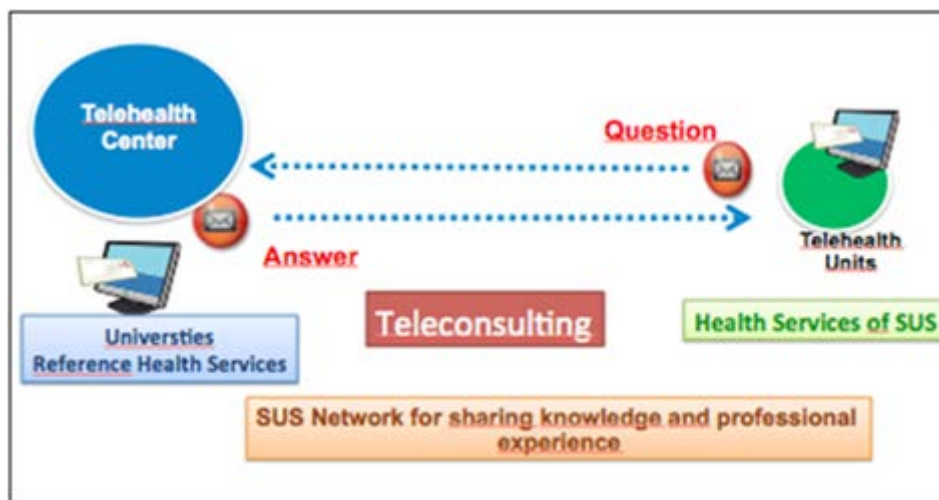 Telehealth
Center
Question
Answer
Telehealth
Units
Universties
Reference Health Services
Teleconsulting
Health Services of SUS
SUS Network for sharing knowledge and professional
experience